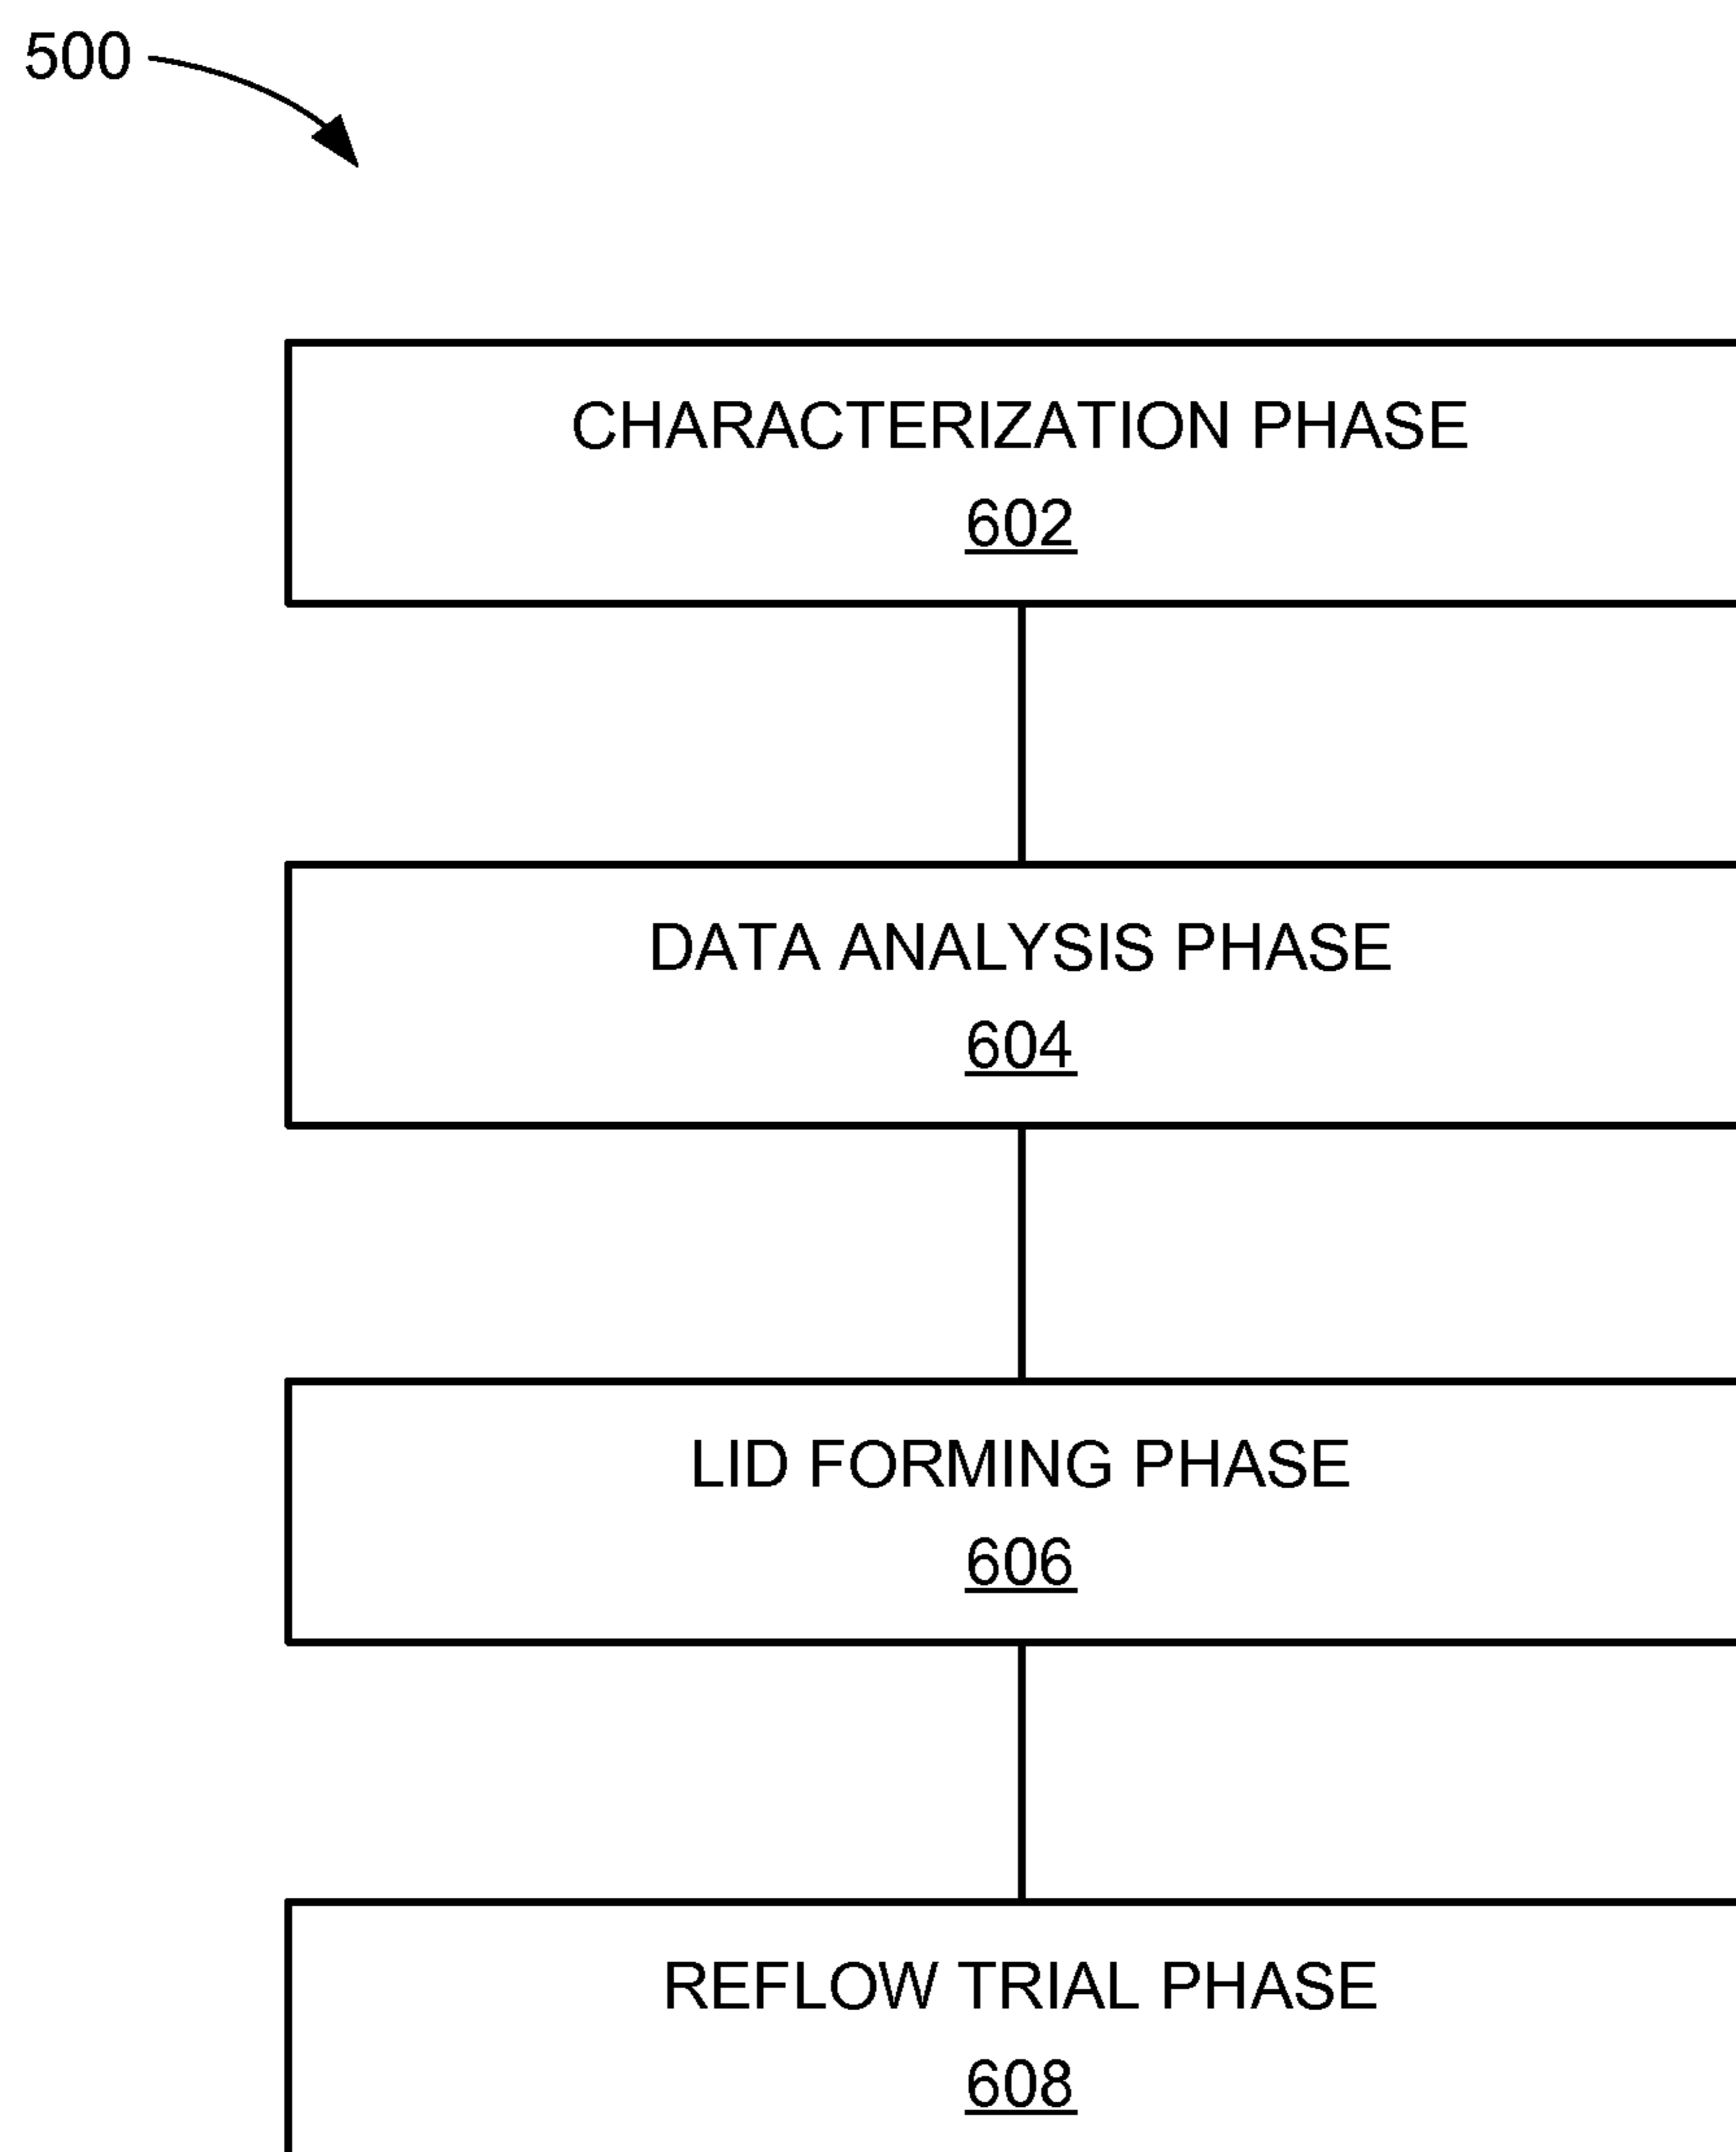 500
CHARACTERIZATION PHASE
602
DATA ANALYSIS PHASE
604
LID FORMING PHASE
606
REFLOW TRIAL PHASE
608